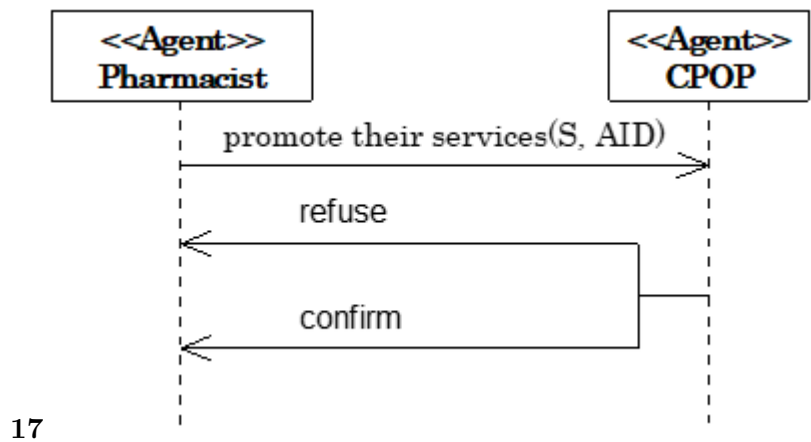 <<Agent>>
Pharmacist
<<Agent>>
CPOP
promote their services(S, AID)
refuse
confirm
17